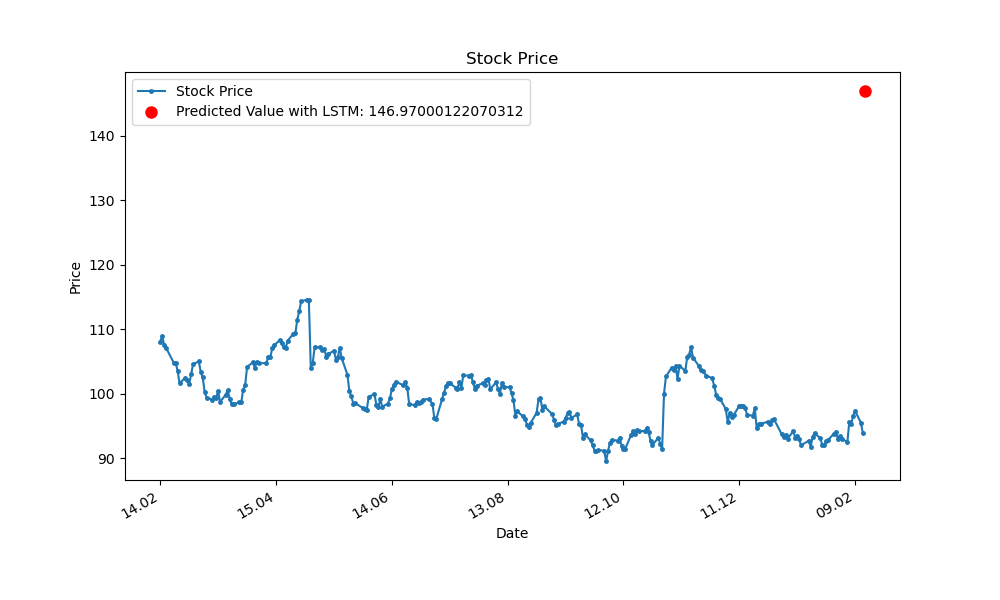 Stock Price
Stock Price
Predicted Value with LSTM: 146.97000122070312
140
130
120
110
100
90
Price
14.02
15.04
14.06
13.08
12.10
11.12
09.02
Date